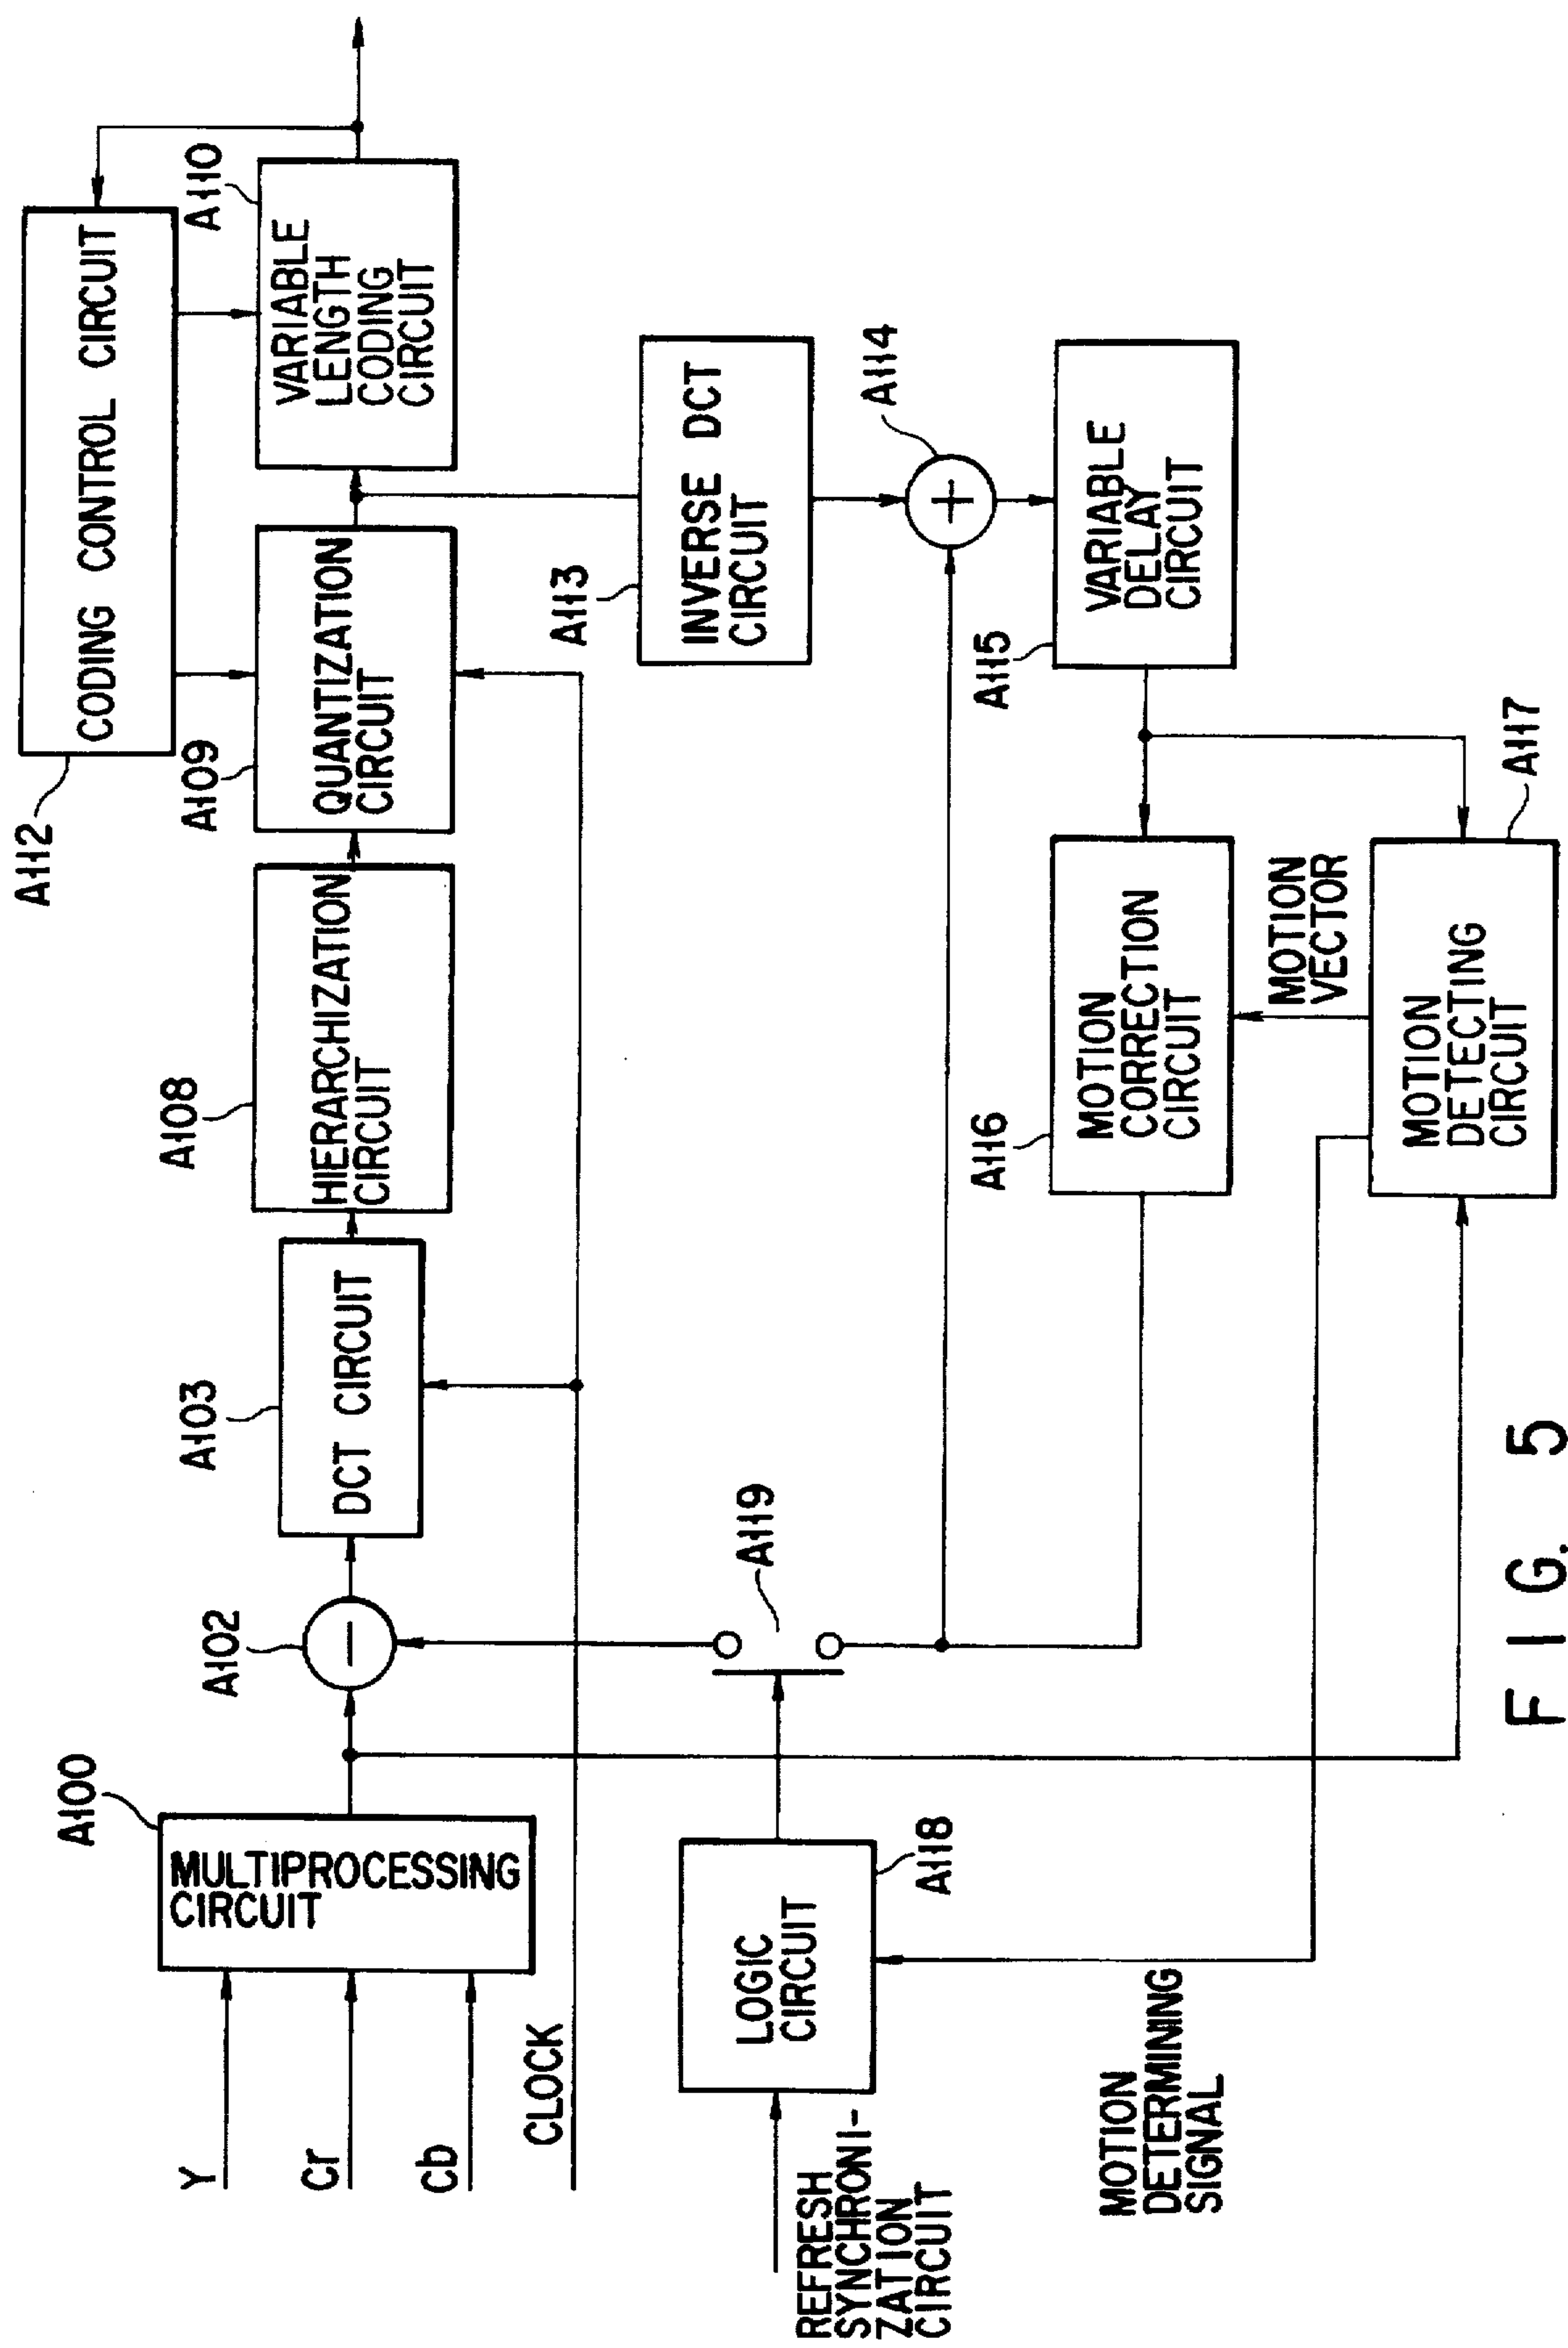 A112
CODING CONTROL CIRCUIT
A100
MULTIPROCESSING
CIRCUIT
A102
A103
DCT CIRCUIT
A108
HIERARCHIZATION
CIRCUIT
A109
QUANTIZATION
CIRCUIT
A110
VARIABLE
LENGTH
CODING
CIRCUIT
Y
Cr
Cb
CLOCK
A113
INVERSE DCT
CIRCUIT
A114
A119
LOGIC
CIRCUIT
A118
REFRESH
SYNCHRONI-
ZATION
CIRCUIT
A115
VARIABLE
DELAY
CIRCUIT
A116
MOTION
CORRECTION
CIRCUIT
MOTION
VECTOR
A117
MOTION
DETECTING
CIRCUIT
MOTION
DETERMINING
SIGNAL
FIG. 5